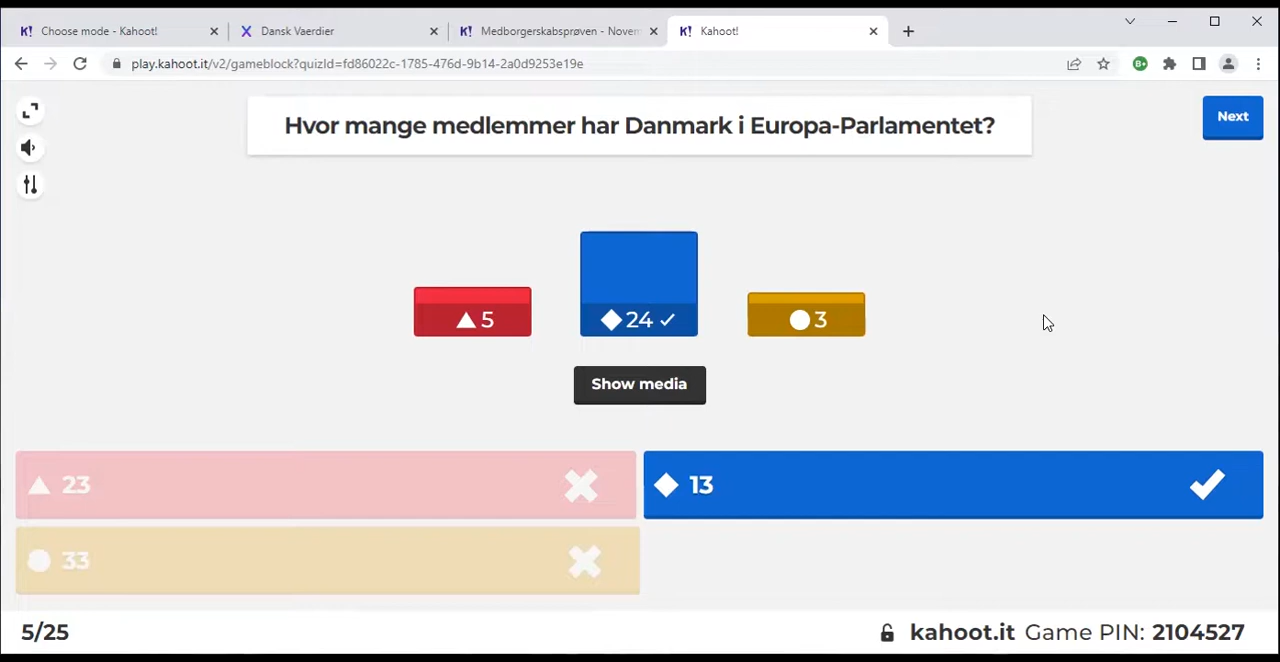 K! Choose mode - Kahoot!
X Dansk Vaerdier
K! Medborgerskabsprøven - Novem
K! Kahoot!
play.kahoot.it/v2/gameblock?quizId=fd86022c-1785-476d-9b14-2a0d9253e19e
B+
Hvor mange medlemmer har Danmark i Europa-Parlamentet?
Next
5
24
3
Show media
23
13
33
5/25
kahoot.it Game PIN: 2104527